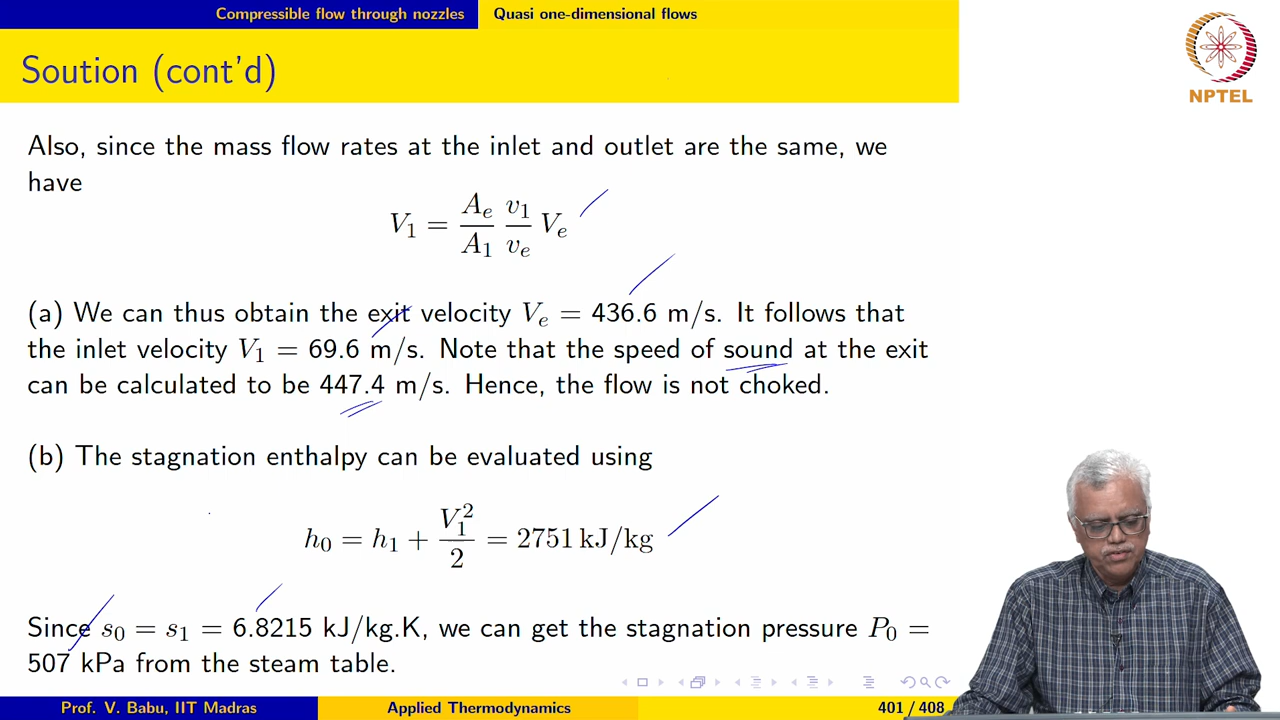 Compressible flow through nozzles Quasi one-dimensional flows
Soution (cont'd)
NPTEL
Also, since the mass flow rates at the inlet and outlet are the same, we
have
V₁ = (Aₑ/A₁) (v₁/vₑ) Vₑ
(a) We can thus obtain the exit velocity Vₑ = 436.6 m/s. It follows that
the inlet velocity V₁ = 69.6 m/s. Note that the speed of sound at the exit
can be calculated to be 447.4 m/s. Hence, the flow is not choked.
(b) The stagnation enthalpy can be evaluated using
h₀ = h₁ + V₁²/2 = 2751 kJ/kg
Since s₀ = s₁ = 6.8215 kJ/kg.K, we can get the stagnation pressure P₀ =
507 kPa from the steam table.
Prof. V. Babu, IIT Madras Applied Thermodynamics 401 / 408